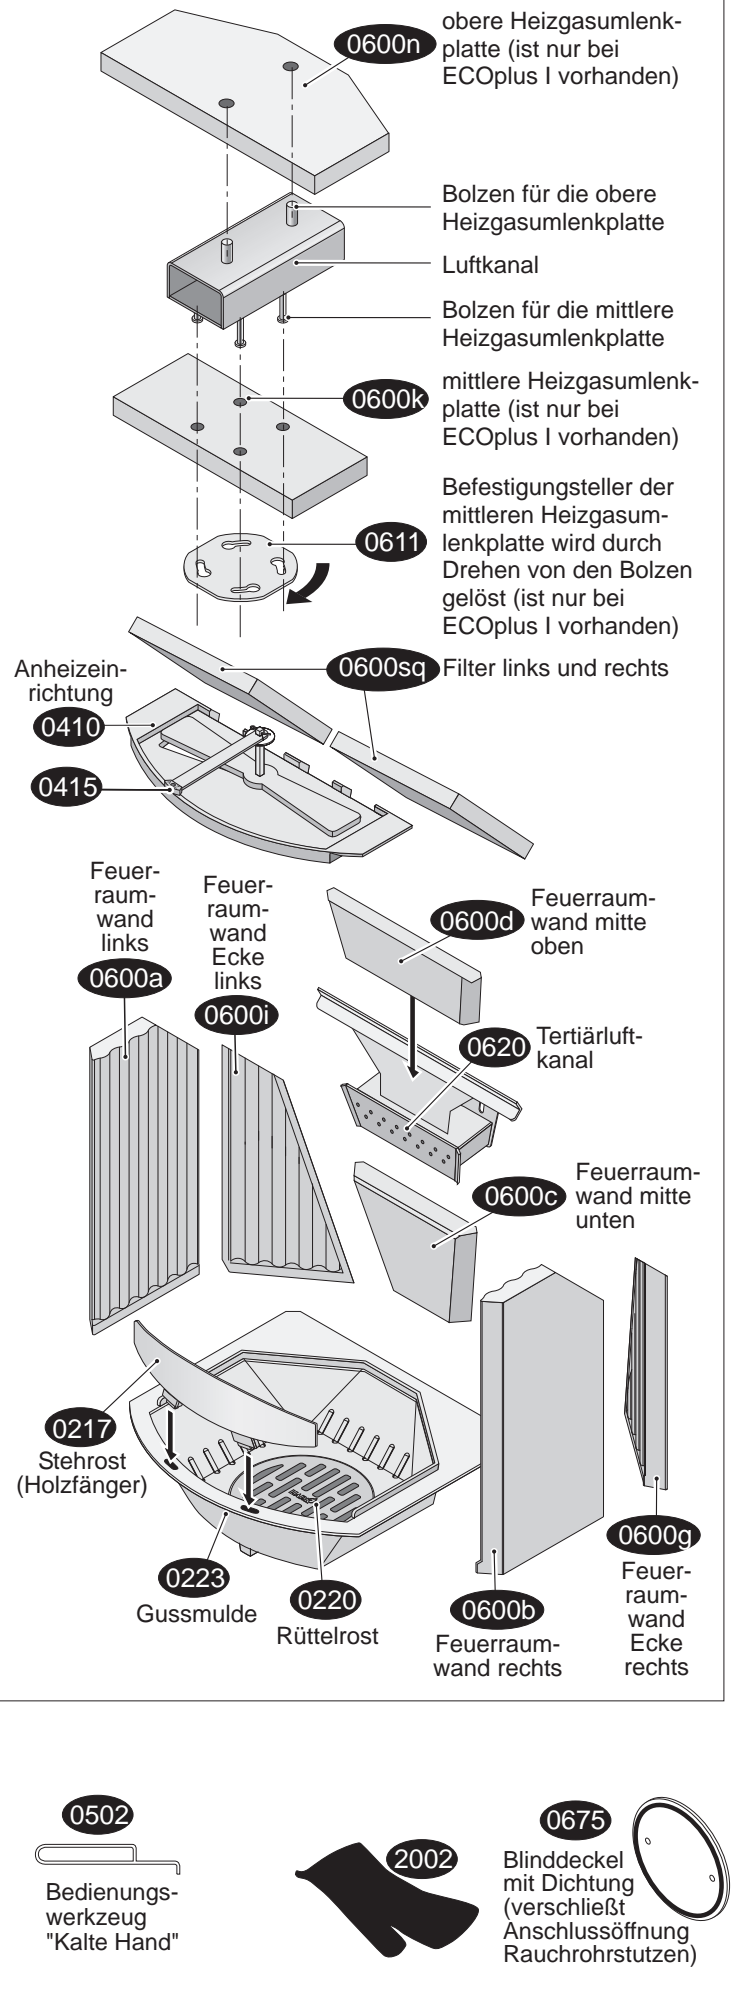 0600n
obere Heizgasumlenk-
platte (ist nur bei
ECOplus I vorhanden)
Bolzen für die obere
Heizgasumlenkplatte
Luftkanal
Bolzen für die mittlere
Heizgasumlenkplatte
0600k
mittlere Heizgasumlenk-
platte (ist nur bei
ECOplus I vorhanden)
0611
Befestigungsteller der
mittleren Heizgasum-
lenkplatte wird durch
Drehen von den Bolzen
gelöst (ist nur bei
ECOplus I vorhanden)
0600sq
Filter links und rechts
Anheizein-
richtung
0410
0415
Feuer-
raum-
wand
links
0600a
Feuer-
raum-
wand
Ecke
links
0600i
0600d
Feuerraum-
wand mitte
oben
0620
Tertiärluft-
kanal
0600c
Feuerraum-
wand mitte
unten
0217
Stehrost
(Holzfänger)
0223
Gussmulde
0220
Rüttelrost
0600b
Feuerraum-
wand rechts
0600g
Feuer-
raum-
wand
Ecke
rechts
0502
Bedienungs-
werkzeug
"Kalte Hand"
2002
0675
Blinddeckel
mit Dichtung
(verschließt
Anschlussöffnung
Rauchrohrstutzen)